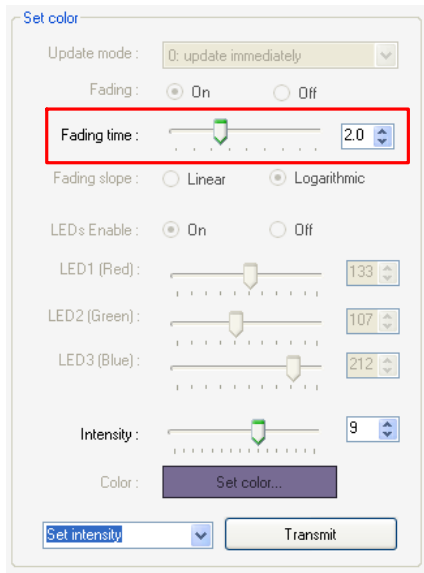 Set color
Update mode : 0: update immediately
Fading : On Off
Fading time : 2.0
Fading slope : Linear Logarithmic
LEDs Enable : On Off
LED1 (Red) : 133
LED2 (Green) : 107
LED3 (Blue) : 212
Intensity : 9
Color : Set color...
Set intensity Transmit